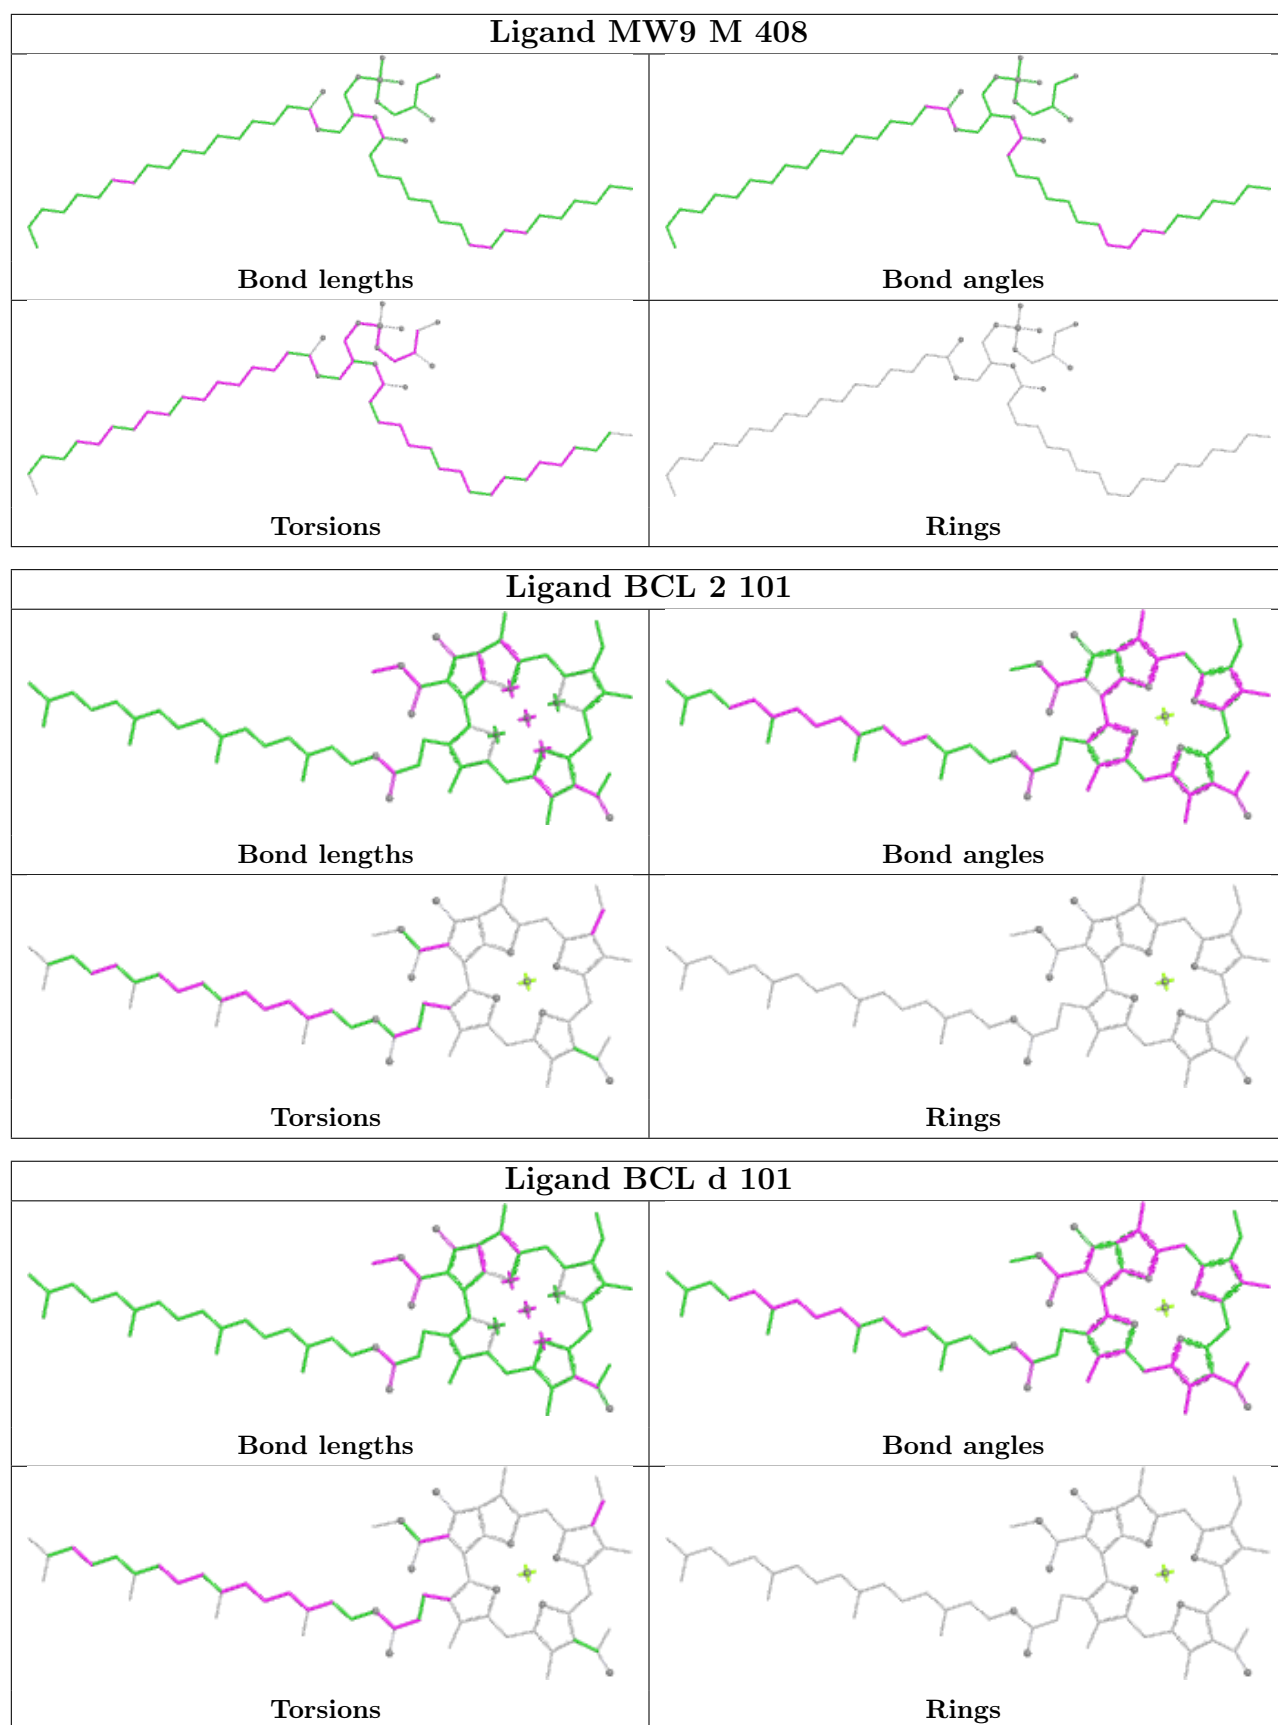 Ligand MW9 M 408
Bond lengths
Bond angles
Torsions
Rings
Ligand BCL 2 101
Bond lengths
Bond angles
Torsions
Rings
Ligand BCL d 101
Bond lengths
Bond angles
Torsions
Rings